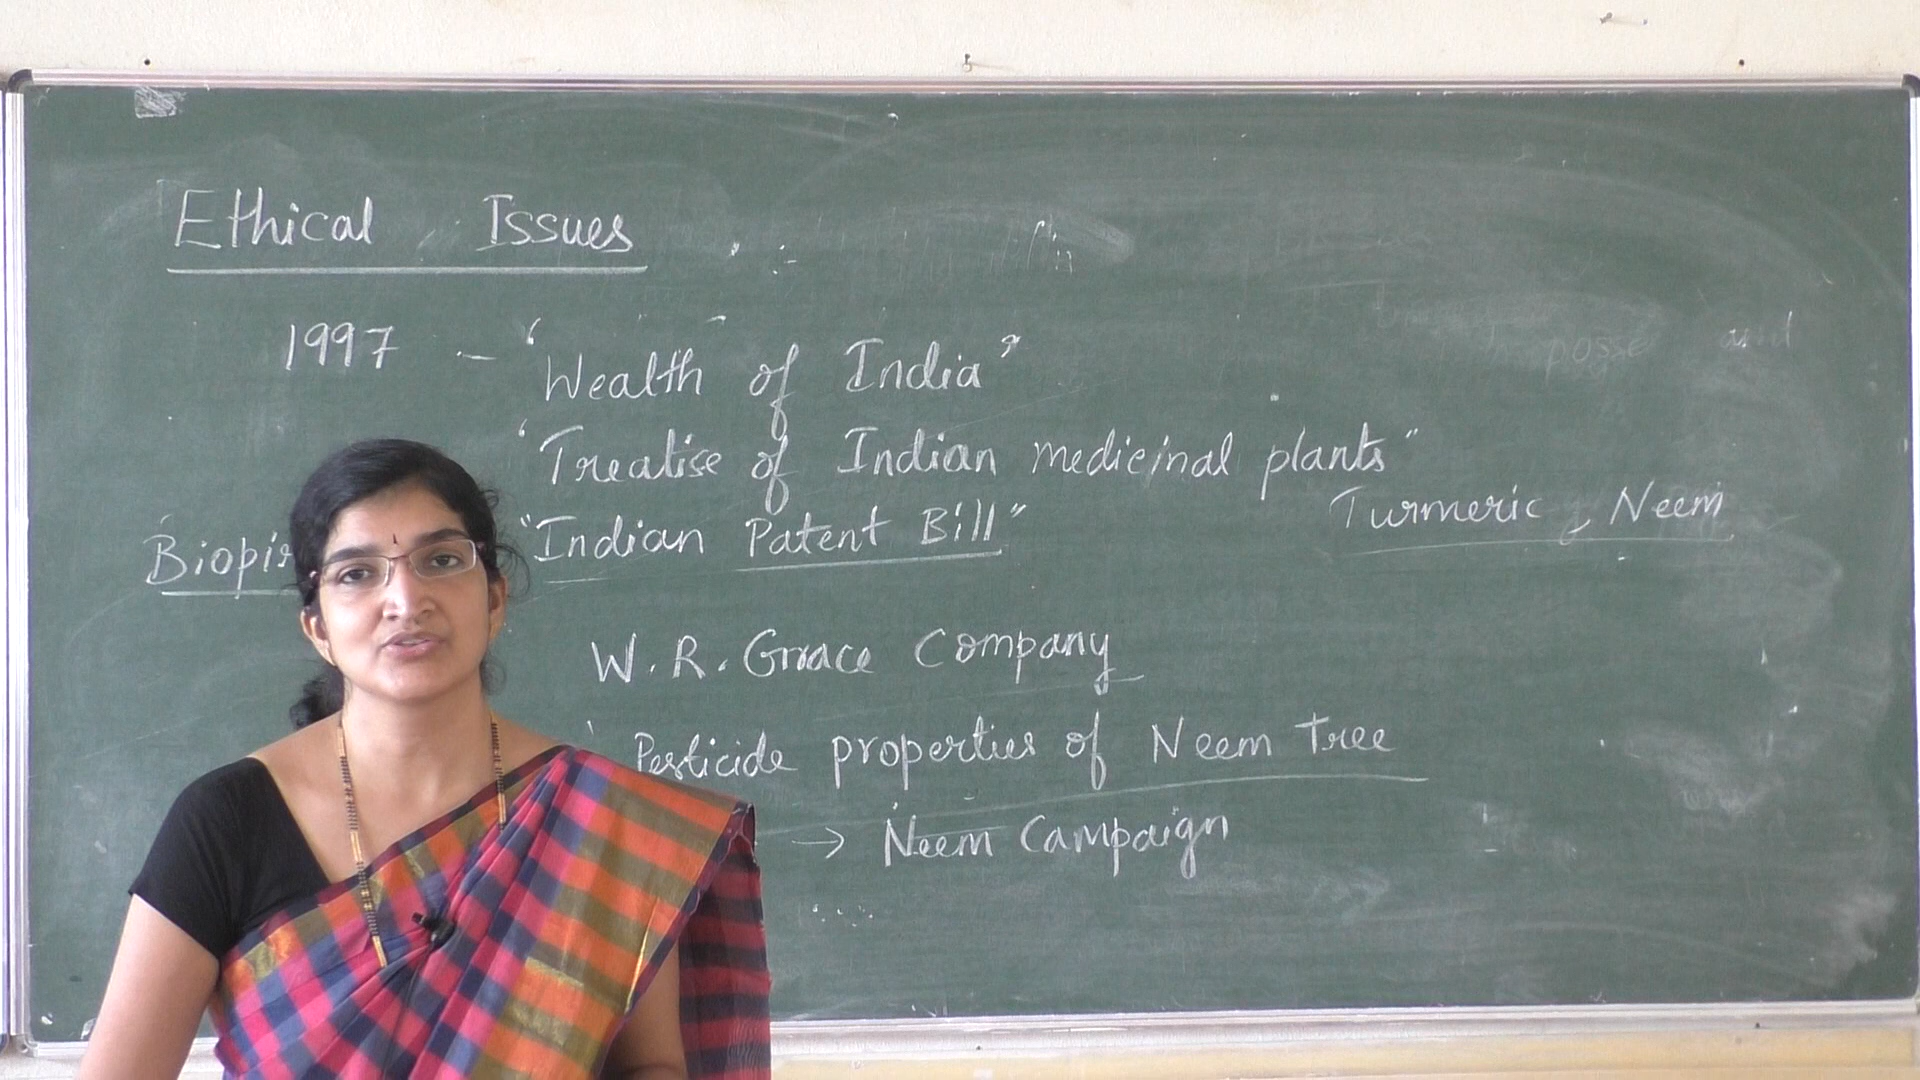 Ethical Issues
1997 - "Wealth of India"
"Treatise of Indian medicinal plants"
Turmeric, Neem
"Indian Patent Bill"
W. R. Grace Company
Pesticide properties of Neem Tree
→ Neem Campaign